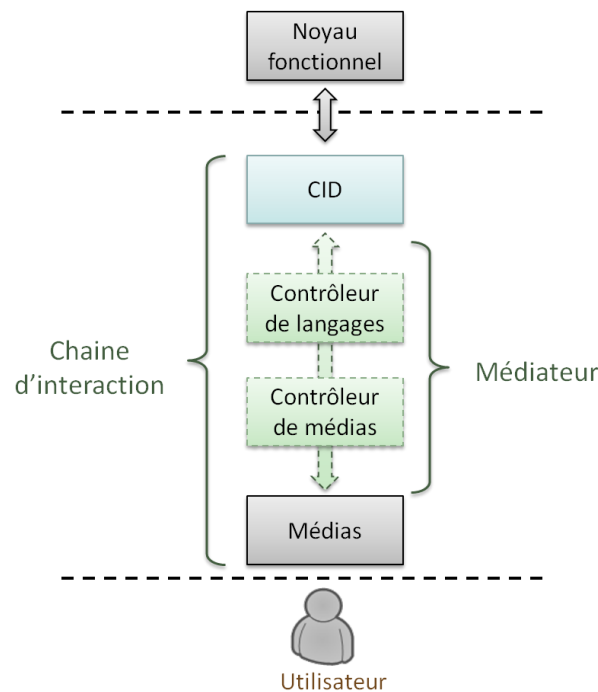 Noyau
fonctionnel
CID
Contrôleur
de langages
Chaine
d’interaction
Médiateur
Contrôleur
de médias
Médias
Utilisateur